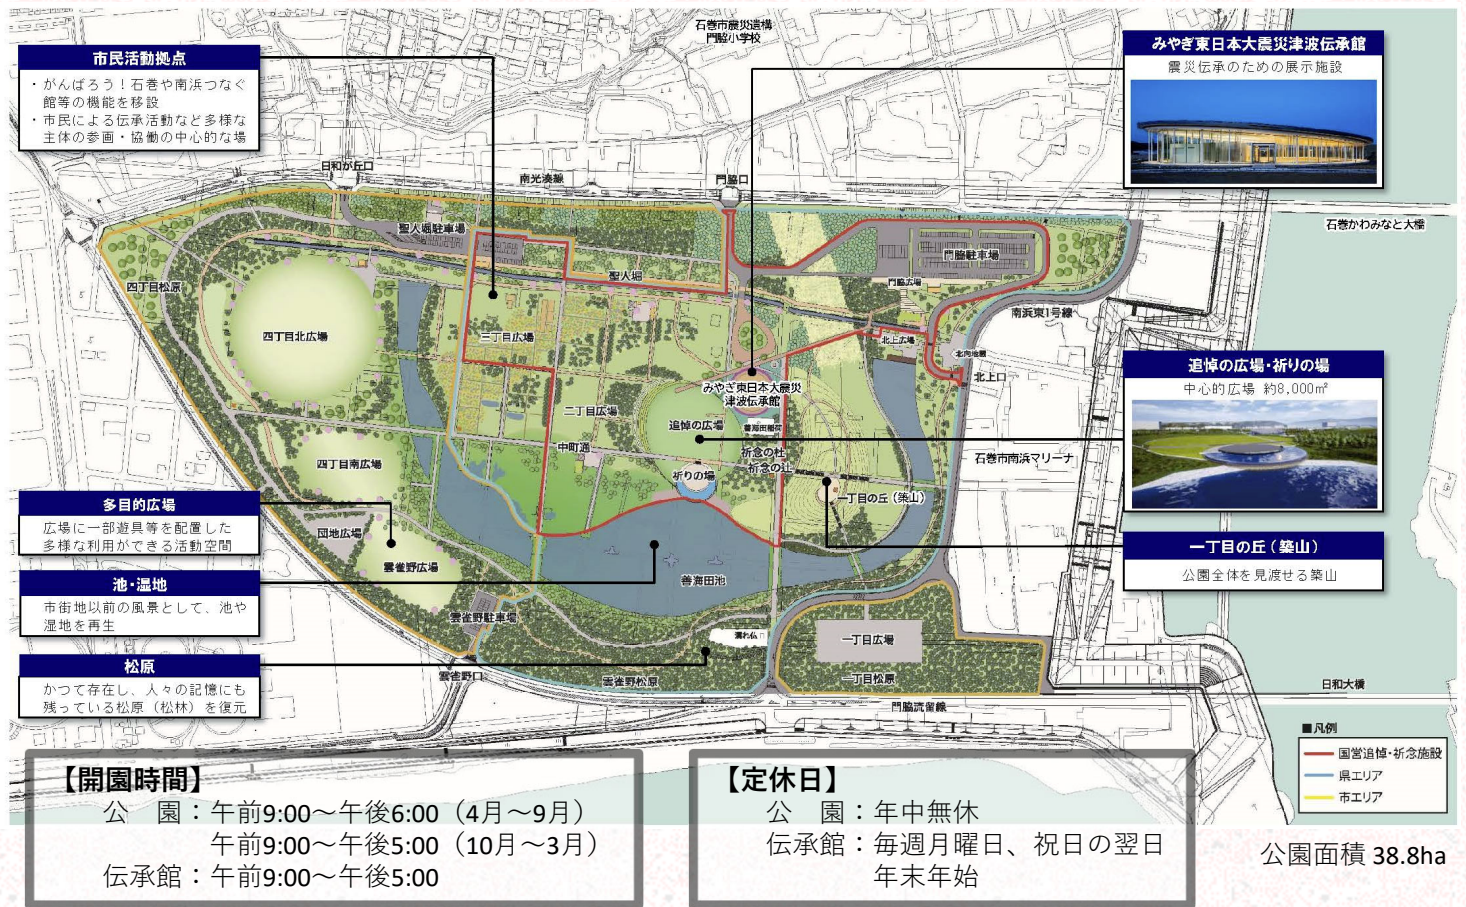 石巻市震災遺構
門脇小学校
市民活動拠点
・がんばろう!石巻や南浜つなぐ
館等の機能を移設
・市民による伝承活動など多様な
主体の参画・協働の中心的な場
みやぎ東日本大震災津波伝承館
震災伝承のための展示施設
日和が丘口
南光湊線
門脇口
石巻かわみなと大橋
聖人堀駐車場
門脇駐車場
聖人堀
門脇広場
四丁目松原
南浜東1号線
四丁目北広場
三丁目広場
北上広場
北向地蔵
北上口
追悼の広場・祈りの場
中心的広場 約8,000㎡
みやぎ東日本大震災
津波伝承館
二丁目広場
追悼の広場
善海田稲荷
中町通
祈念の杜
祈念の辻
石巻市南浜マリーナ
四丁目南広場
祈りの場
一丁目の丘(築山)
多目的広場
広場に一部遊具等を配置した
多様な利用ができる活動空間
団地広場
雲雀野広場
一丁目の丘(築山)
公園全体を見渡せる築山
池・湿地
市街地以前の風景として、池や
湿地を再生
善海田池
雲雀野駐車場
濡れ仏
一丁目広場
松原
かつて存在し、人々の記憶にも
残っている松原(松林)を復元
雲雀野口
雲雀野松原
一丁目松原
日和大橋
門脇流留線
■凡例
国営追悼・祈念施設
県エリア
市エリア
【開園時間】
公 園:午前9:00～午後6:00(4月～9月)
午前9:00～午後5:00(10月～3月)
伝承館:午前9:00～午後5:00
【定休日】
公 園:年中無休
伝承館:毎週月曜日、祝日の翌日
年末年始
公園面積 38.8ha